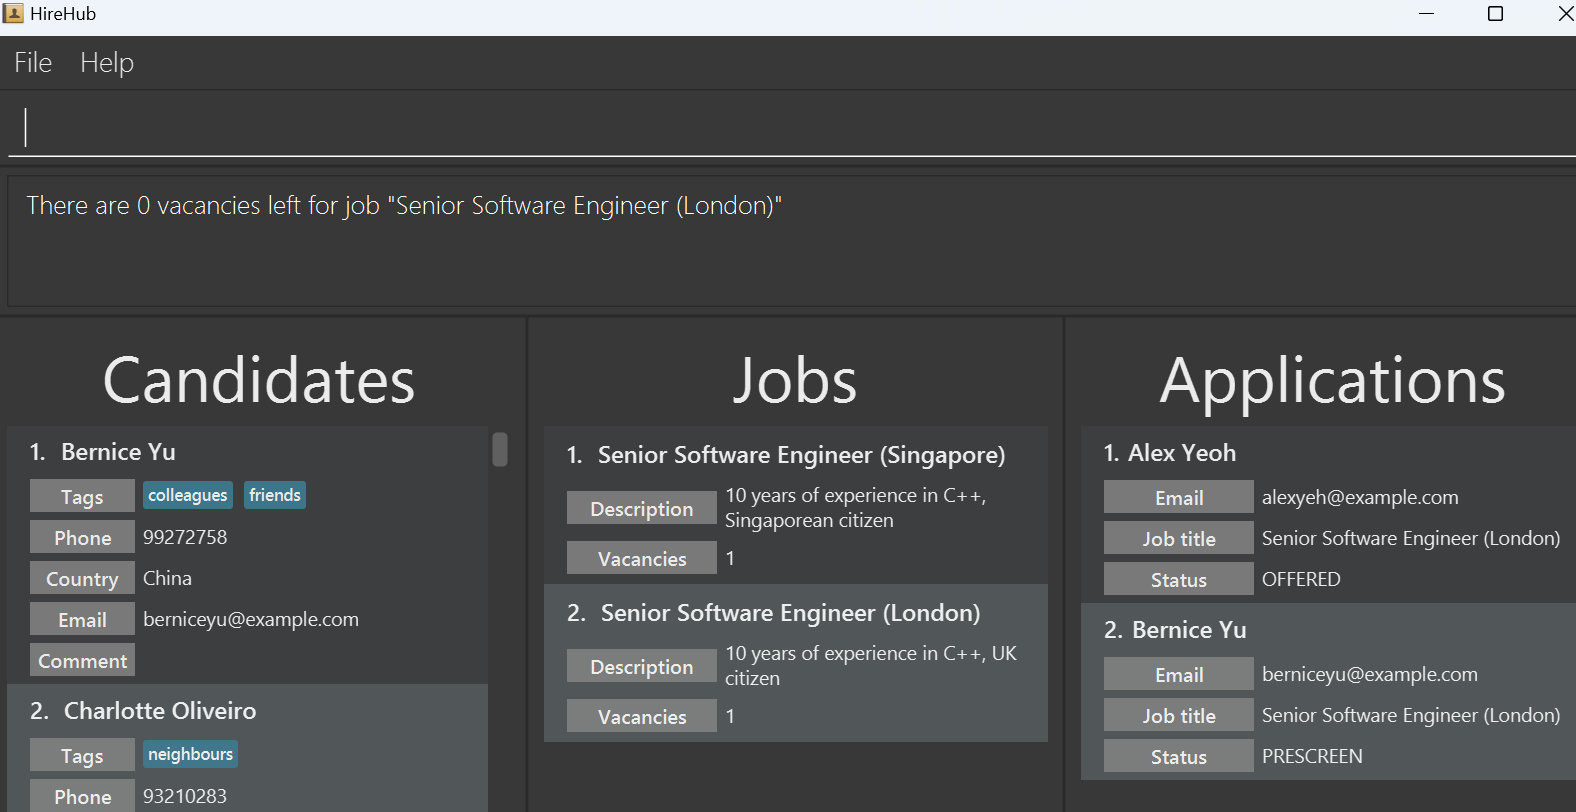 HireHub
File Help
There are 0 vacancies left for job "Senior Software Engineer (London)"
Candidates
1. Bernice Yu
Tags colleagues friends
Phone 99272758
Country China
Email berniceyu@example.com
Comment
2. Charlotte Oliveiro
Tags neighbours
Phone 93210283
Jobs
1. Senior Software Engineer (Singapore)
Description 10 years of experience in C++,
Singaporean citizen
Vacancies 1
2. Senior Software Engineer (London)
Description 10 years of experience in C++, UK
citizen
Vacancies 1
Applications
1. Alex Yeoh
Email alexyeh@example.com
Job title Senior Software Engineer (London)
Status OFFERED
2. Bernice Yu
Email berniceyu@example.com
Job title Senior Software Engineer (London)
Status PRESCREEN